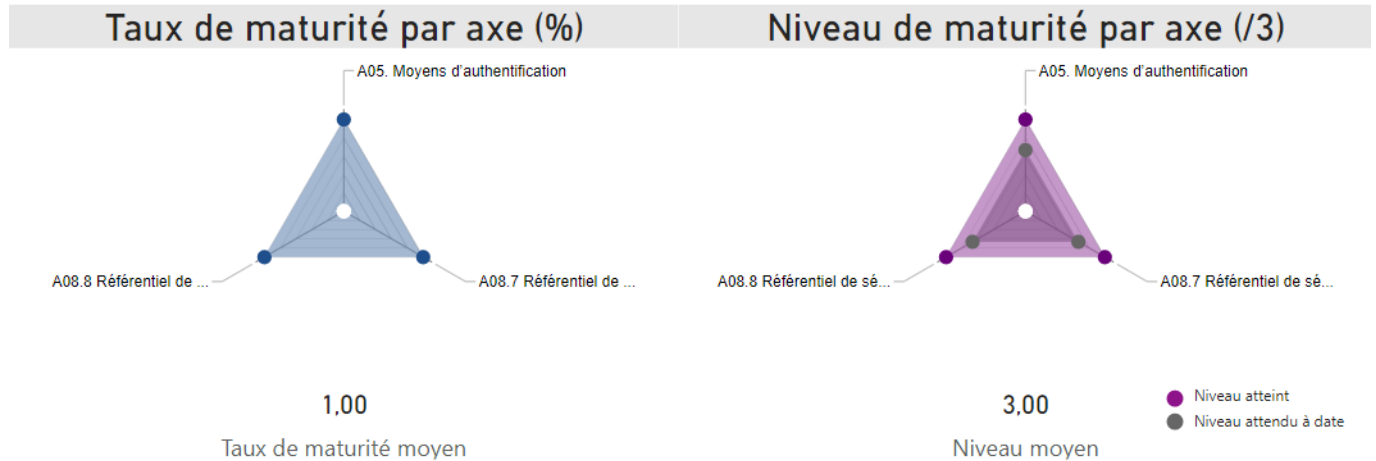 Taux de maturité par axe (%)
A05. Moyens d'authentification
A08.8 Référentiel de ...
A08.7 Référentiel de ...
1,00
Taux de maturité moyen
Niveau de maturité par axe (/3)
A05. Moyens d'authentification
A08.8 Référentiel de sé...
A08.7 Référentiel de sé...
3,00
Niveau moyen
Niveau atteint
Niveau attendu à date